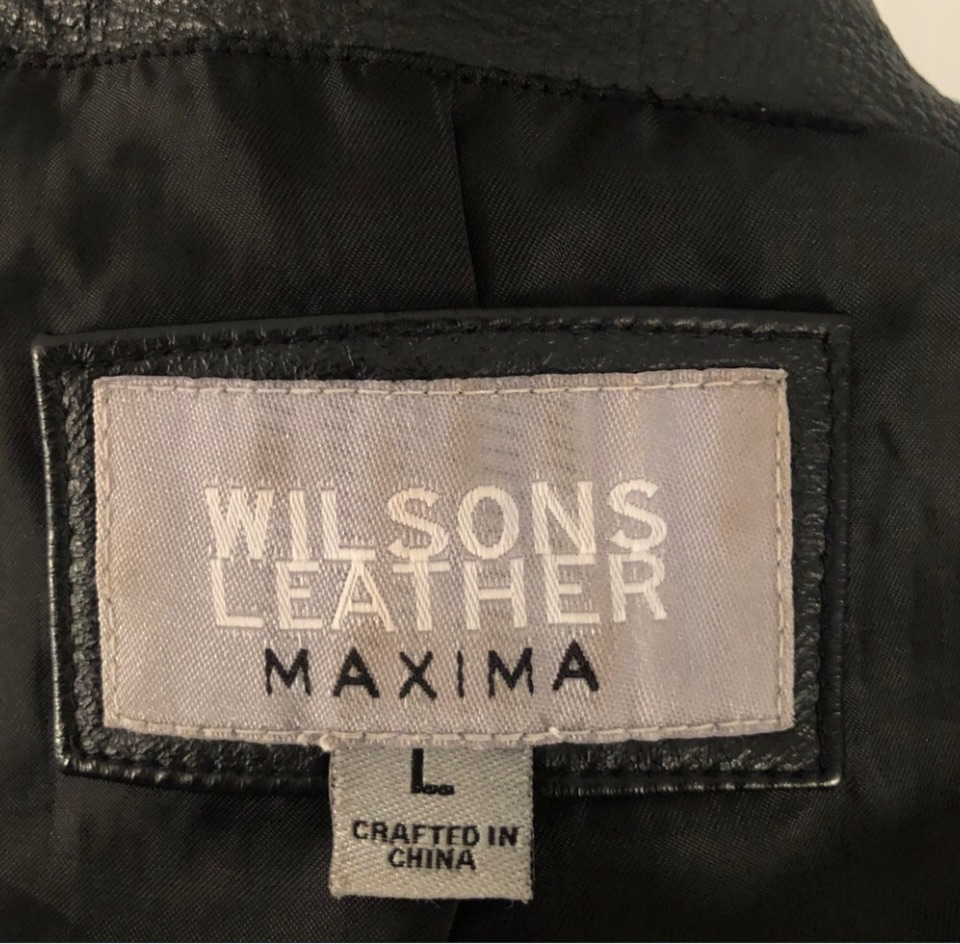 WILSONS
LEATHER
MAXIMA
L
CRAFTED IN
CHINA